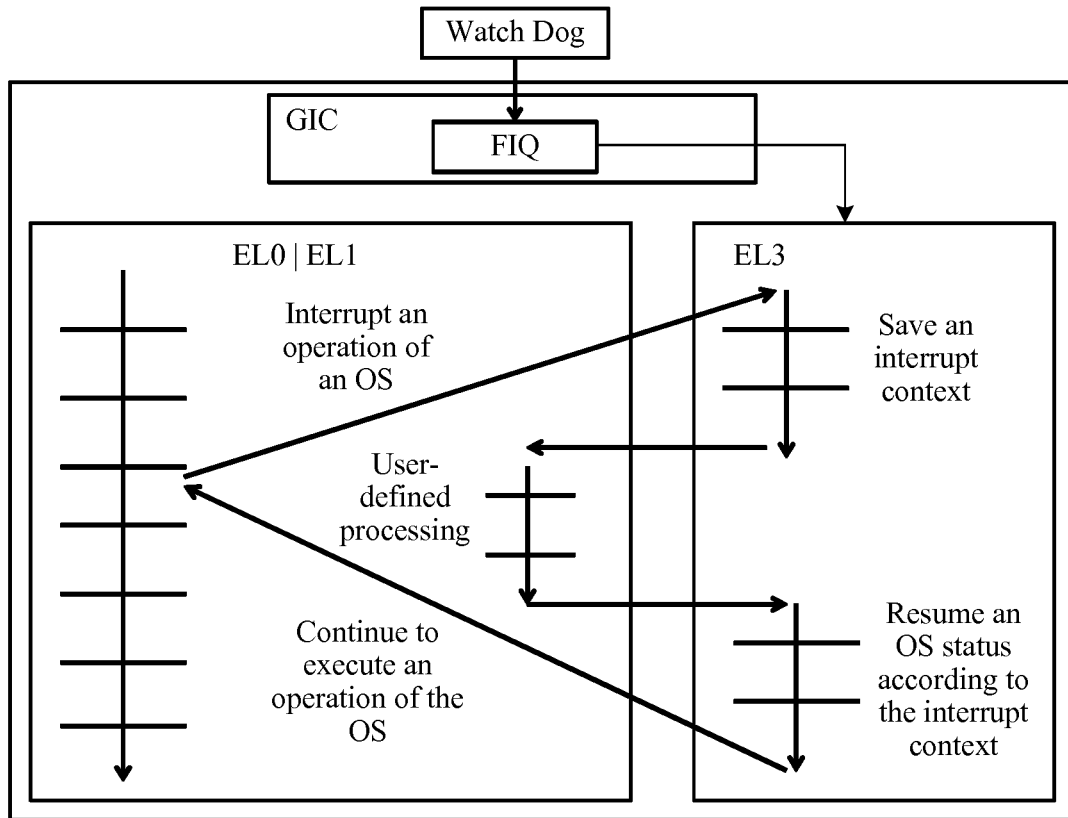 Watch Dog
GIC
FIQ
EL0 | EL1
EL3
Interrupt an
operation of
an OS
Save an
interrupt
context
User-
defined
processing
Continue to
execute an
operation of the
OS
Resume an
OS status
according to
the interrupt
context